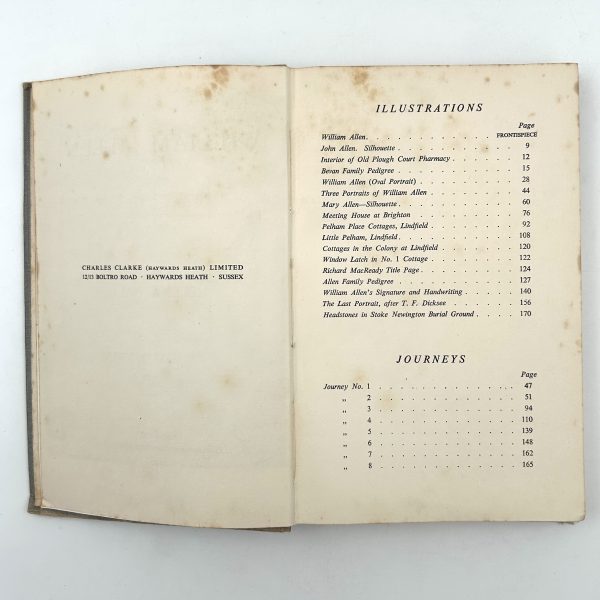 CHARLES CLARKE (HAYWARDS HEATH) LIMITED
12/13 BOLTRO ROAD · HAYWARDS HEATH · SUSSEX
ILLUSTRATIONS
Page
William Allen. . . . . . . . . . . . FRONTISPIECE
John Allen. Silhouette . . . . . . . . . . 9
Interior of Old Plough Court Pharmacy . . . . . . 12
Bevan Family Pedigree . . . . . . . . . . 15
William Allen (Oval Portrait) . . . . . . . . 28
Three Portraits of William Allen . . . . . . . . 44
Mary Allen—Silhouette . . . . . . . . . . 60
Meeting House at Brighton . . . . . . . . . 76
Pelham Place Cottages, Lindfield . . . . . . . . 92
Little Pelham, Lindfield . . . . . . . . . . 108
Cottages in the Colony at Lindfield . . . . . . . 120
Window Latch in No. 1 Cottage . . . . . . . . 122
Richard MacReady Title Page . . . . . . . . . 124
Allen Family Pedigree . . . . . . . . . . 127
William Allen's Signature and Handwriting . . . . . 140
The Last Portrait, after T. F. Dicksee . . . . . . 156
Headstones in Stoke Newington Burial Ground . . . . 170
JOURNEYS
Page
Journey No. 1 . . . . . . . . . . . . 47
„ 2 . . . . . . . . . . . . 51
„ 3 . . . . . . . . . . . . 94
„ 4 . . . . . . . . . . . . 110
„ 5 . . . . . . . . . . . . 139
„ 6 . . . . . . . . . . . . 148
„ 7 . . . . . . . . . . . . 162
„ 8 . . . . . . . . . . . . 165